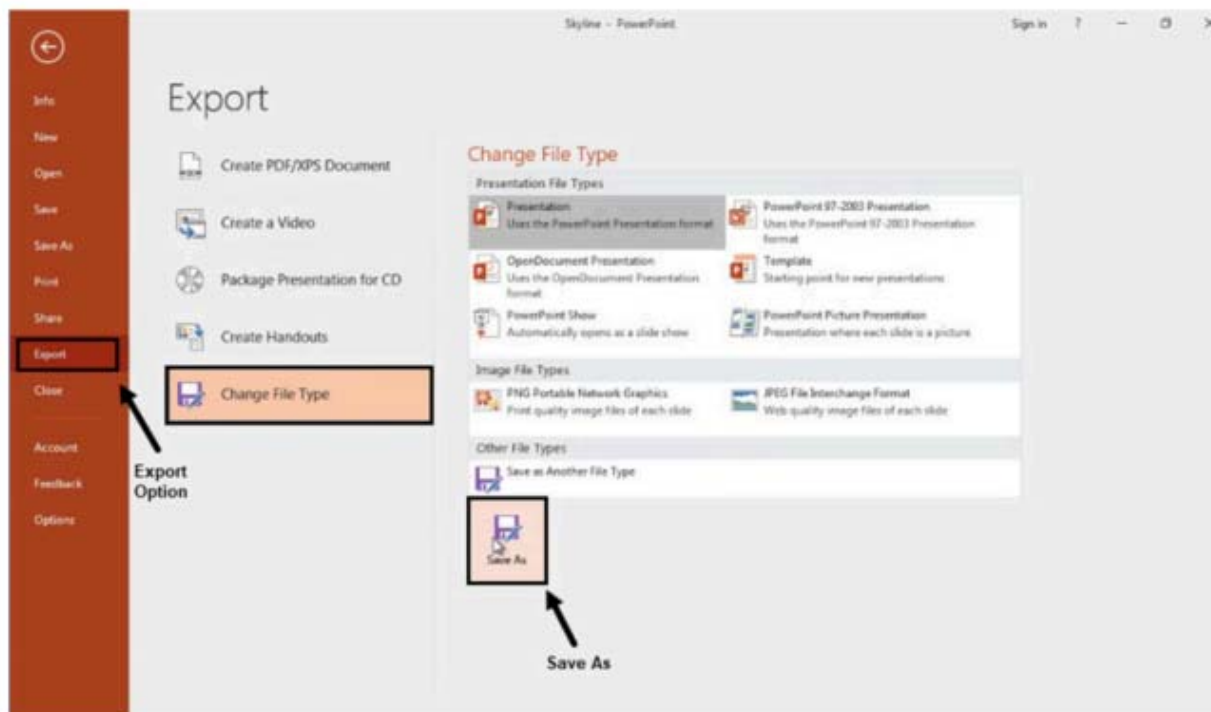 Skyline - PowerPoint
Sign in
?
Info
New
Open
Save
Save As
Print
Share
Export
Close
Account
Feedback
Options
Export
Create PDF/XPS Document
Create a Video
Package Presentation for CD
Create Handouts
Change File Type
Change File Type
Presentation File Types
Presentation
Uses the PowerPoint Presentation format
PowerPoint 97-2003 Presentation
Uses the PowerPoint 97-2003 Presentation
format
OpenDocument Presentation
Uses the OpenDocument Presentation
format
Template
Starting point for new presentations
PowerPoint Show
Automatically opens as a slide show
PowerPoint Picture Presentation
Presentation where each slide is a picture
Image File Types
PNG Portable Network Graphics
Print quality image files of each slide
JPEG File Interchange Format
Web quality image files of each slide
Other File Types
Save as Another File Type
Save As
Export
Option
Save As